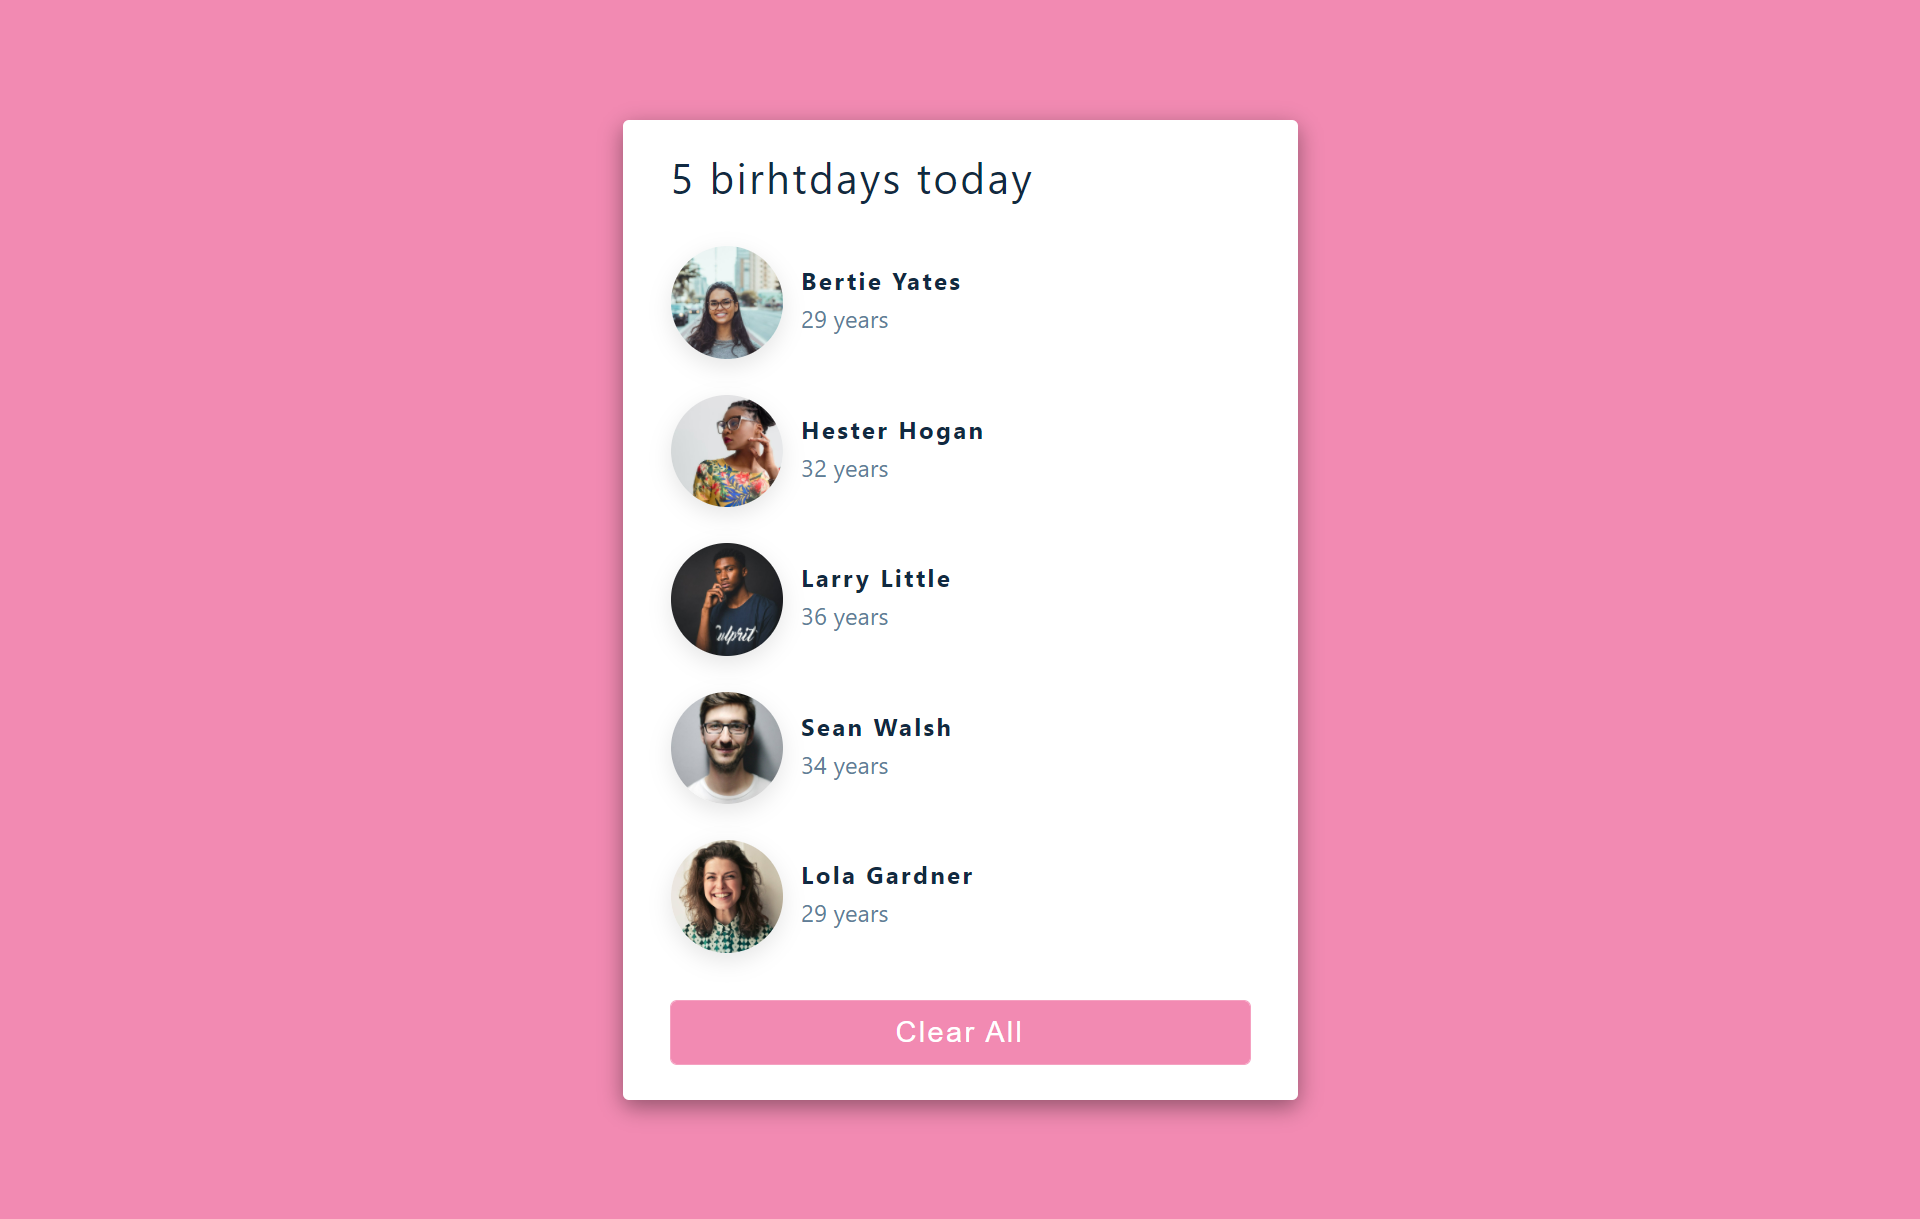 5 birhtdays today
Bertie Yates
29 years
Hester Hogan
32 years
Larry Little
36 years
Culprit
Sean Walsh
34 years
Lola Gardner
29 years
Clear All